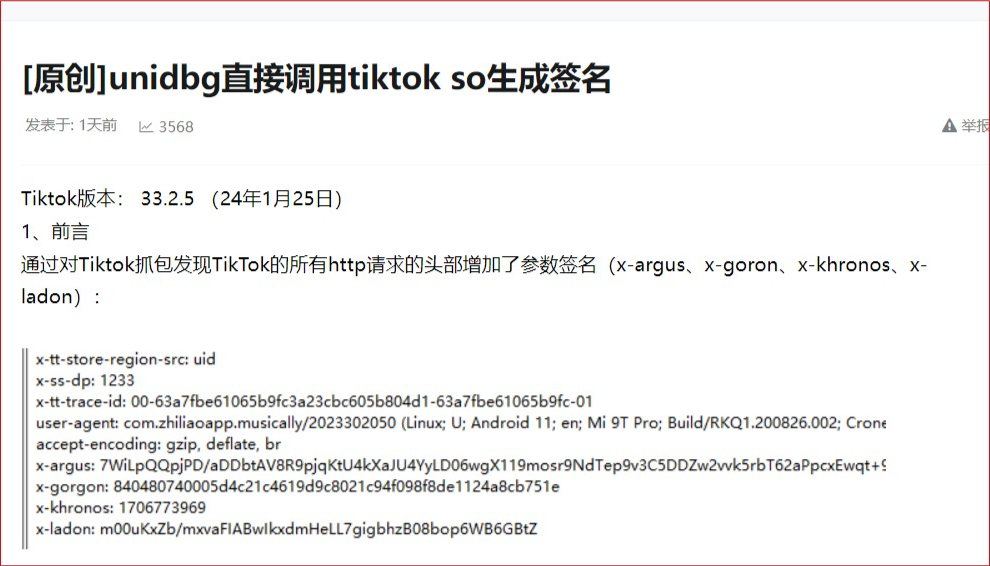 [原创]unidbg直接调用tiktok so生成签名
发表于: 1天前 3568 举报
Tiktok版本： 33.2.5 （24年1月25日）
1、前言
通过对Tiktok抓包发现TikTok的所有http请求的头部增加了参数签名（x-argus、x-goron、x-khronos、x-
ladon）：
x-tt-store-region-src: uid
x-ss-dp: 1233
x-tt-trace-id: 00-63a7fbe61065b9fc3a23cbc605b804d1-63a7fbe61065b9fc-01
user-agent: com.zhiliaoapp.musically/2023302050 (Linux; U; Android 11; en; Mi 9T Pro; Build/RKQ1.200826.002; Crone
accept-encoding: gzip, deflate, br
x-argus: 7WiLpQQpjPD/aDDbtAV8R9pjqKtU4kXaJU4YyLD06wgX119mosr9NdTep9v3C5DDZw2vvk5rbT62aPpcxEwqt+9
x-gorgon: 840480740005d4c21c4619d9c8021c94f098f8de1124a8cb751e
x-khronos: 1706773969
x-ladon: m00uKxZb/mxvaFIABwIkxdmHeLL7gigbhzB08bop6WB6GBtZ